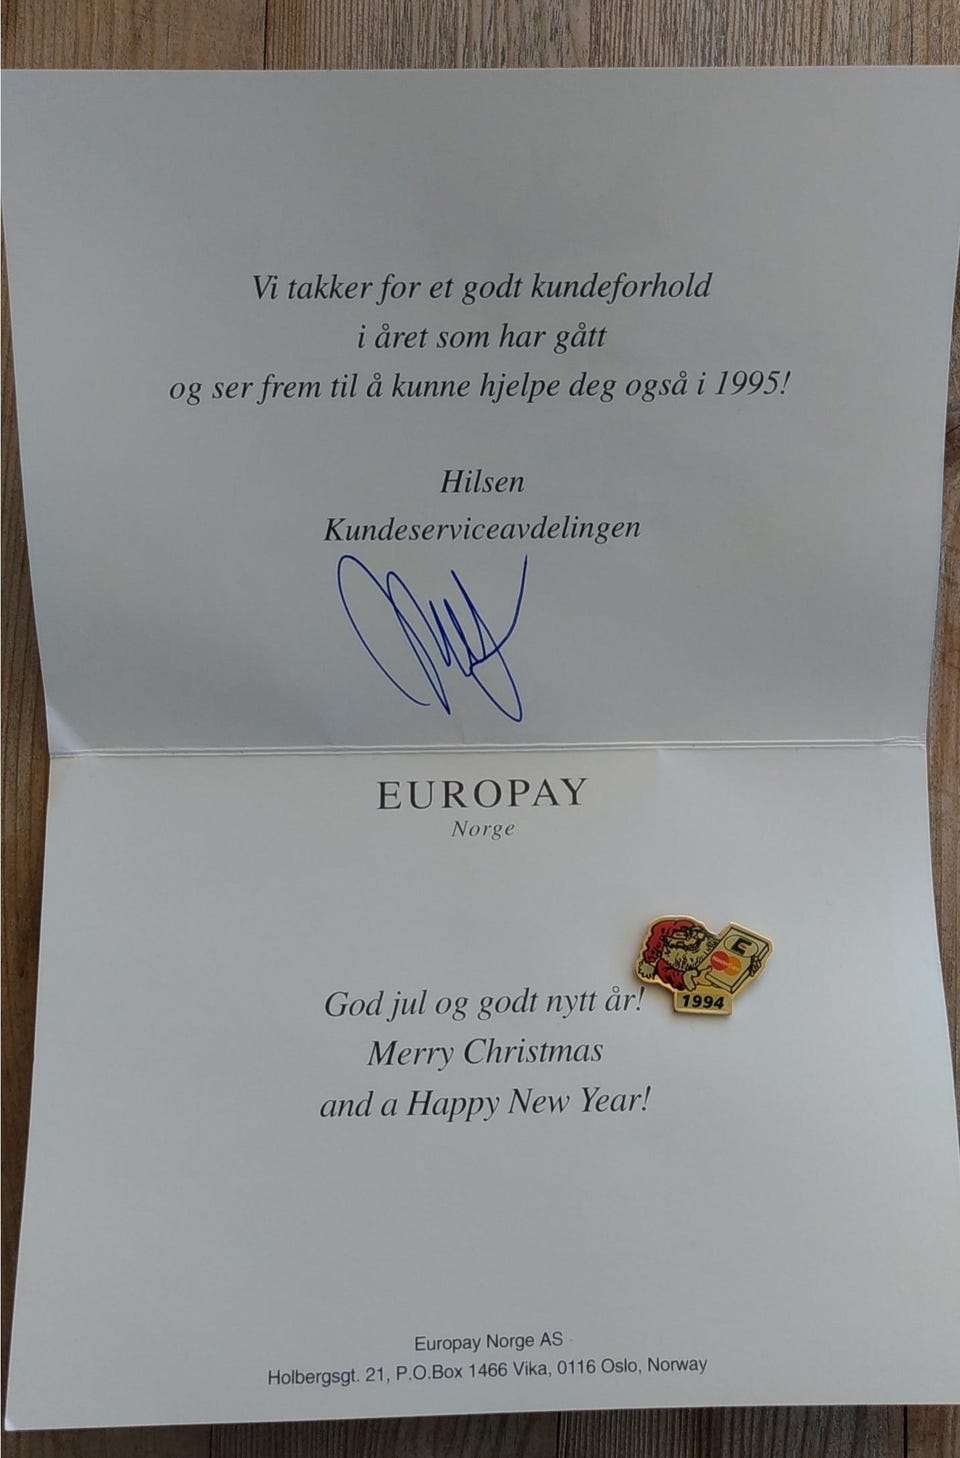 Vi takker for et godt kundeforhold
i året som har gått
og ser frem til å kunne hjelpe deg også i 1995!
Hilsen
Kundeserviceavdelingen
EUROPAY
Norge
1994
God jul og godt nytt år!
Merry Christmas
and a Happy New Year!
Europay Norge AS
Holbergsgt. 21, P.O.Box 1466 Vika, 0116 Oslo, Norway